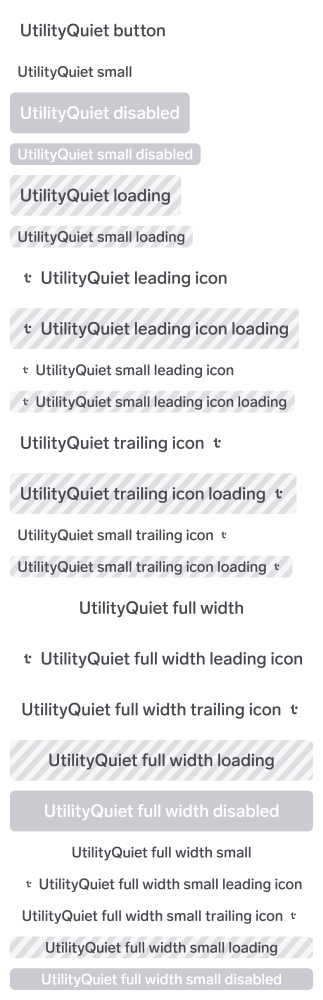 UtilityQuiet button
UtilityQuiet small
UtilityQuiet disabled
UtilityQuiet small disabled
UtilityQuiet loading
UtilityQuiet small loading
UtilityQuiet leading icon
UtilityQuiet leading icon loading
UtilityQuiet small leading icon
UtilityQuiet small leading icon loading
UtilityQuiet trailing icon
UtilityQuiet trailing icon loading
UtilityQuiet small trailing icon
UtilityQuiet small trailing icon loading
UtilityQuiet full width
UtilityQuiet full width leading icon
UtilityQuiet full width trailing icon
UtilityQuiet full width loading
UtilityQuiet full width disabled
UtilityQuiet full width small
UtilityQuiet full width small leading icon
UtilityQuiet full width small trailing icon
UtilityQuiet full width small loading
UtilityQuiet full width small disabled